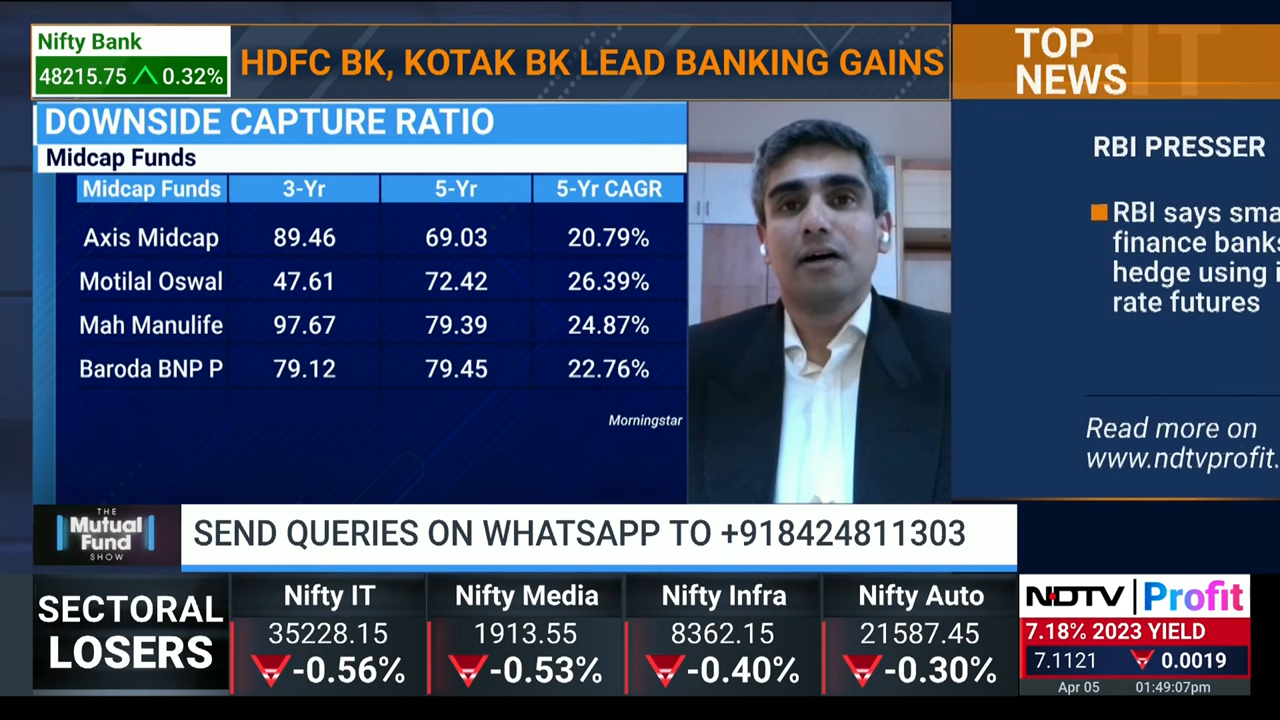 Nifty Bank
48215.75 0.32%
HDFC BK, KOTAK BK LEAD BANKING GAINS
TOP
NEWS
DOWNSIDE CAPTURE RATIO
Midcap Funds
Midcap Funds 3-Yr 5-Yr 5-Yr CAGR
Axis Midcap 89.46 69.03 20.79%
Motilal Oswal 47.61 72.42 26.39%
Mah Manulife 97.67 79.39 24.87%
Baroda BNP P 79.12 79.45 22.76%
Morningstar
RBI PRESSER
RBI says sma
finance banks
hedge using i
rate futures
Read more on
www.ndtvprofit.
THE
Mutual
Fund
SHOW
SEND QUERIES ON WHATSAPP TO +918424811303
SECTORAL
LOSERS
Nifty IT
35228.15
-0.56%
Nifty Media
1913.55
-0.53%
Nifty Infra
8362.15
-0.40%
Nifty Auto
21587.45
-0.30%
NDTV Profit
7.18% 2023 YIELD
7.1121 0.0019
Apr 05 01:49:07pm